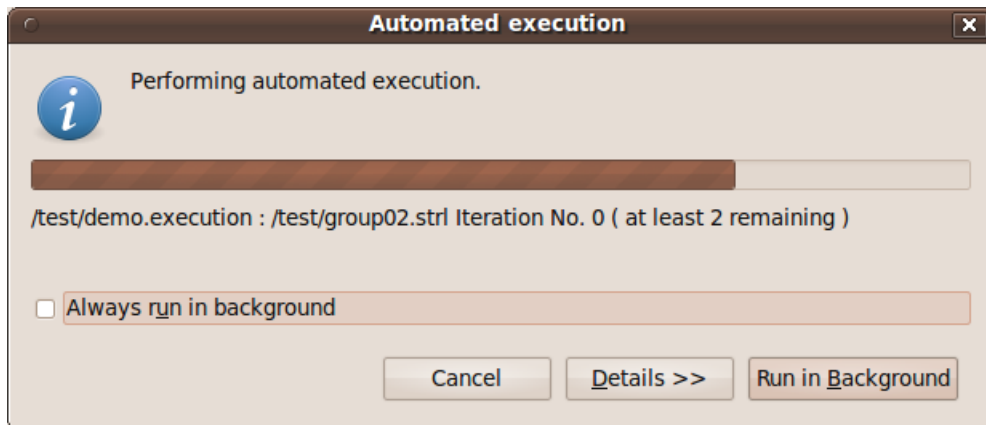 Automated execution
Performing automated execution.
/test/demo.execution : /test/group02.strl Iteration No. 0 ( at least 2 remaining )
Always run in background
Cancel Details >> Run in Background